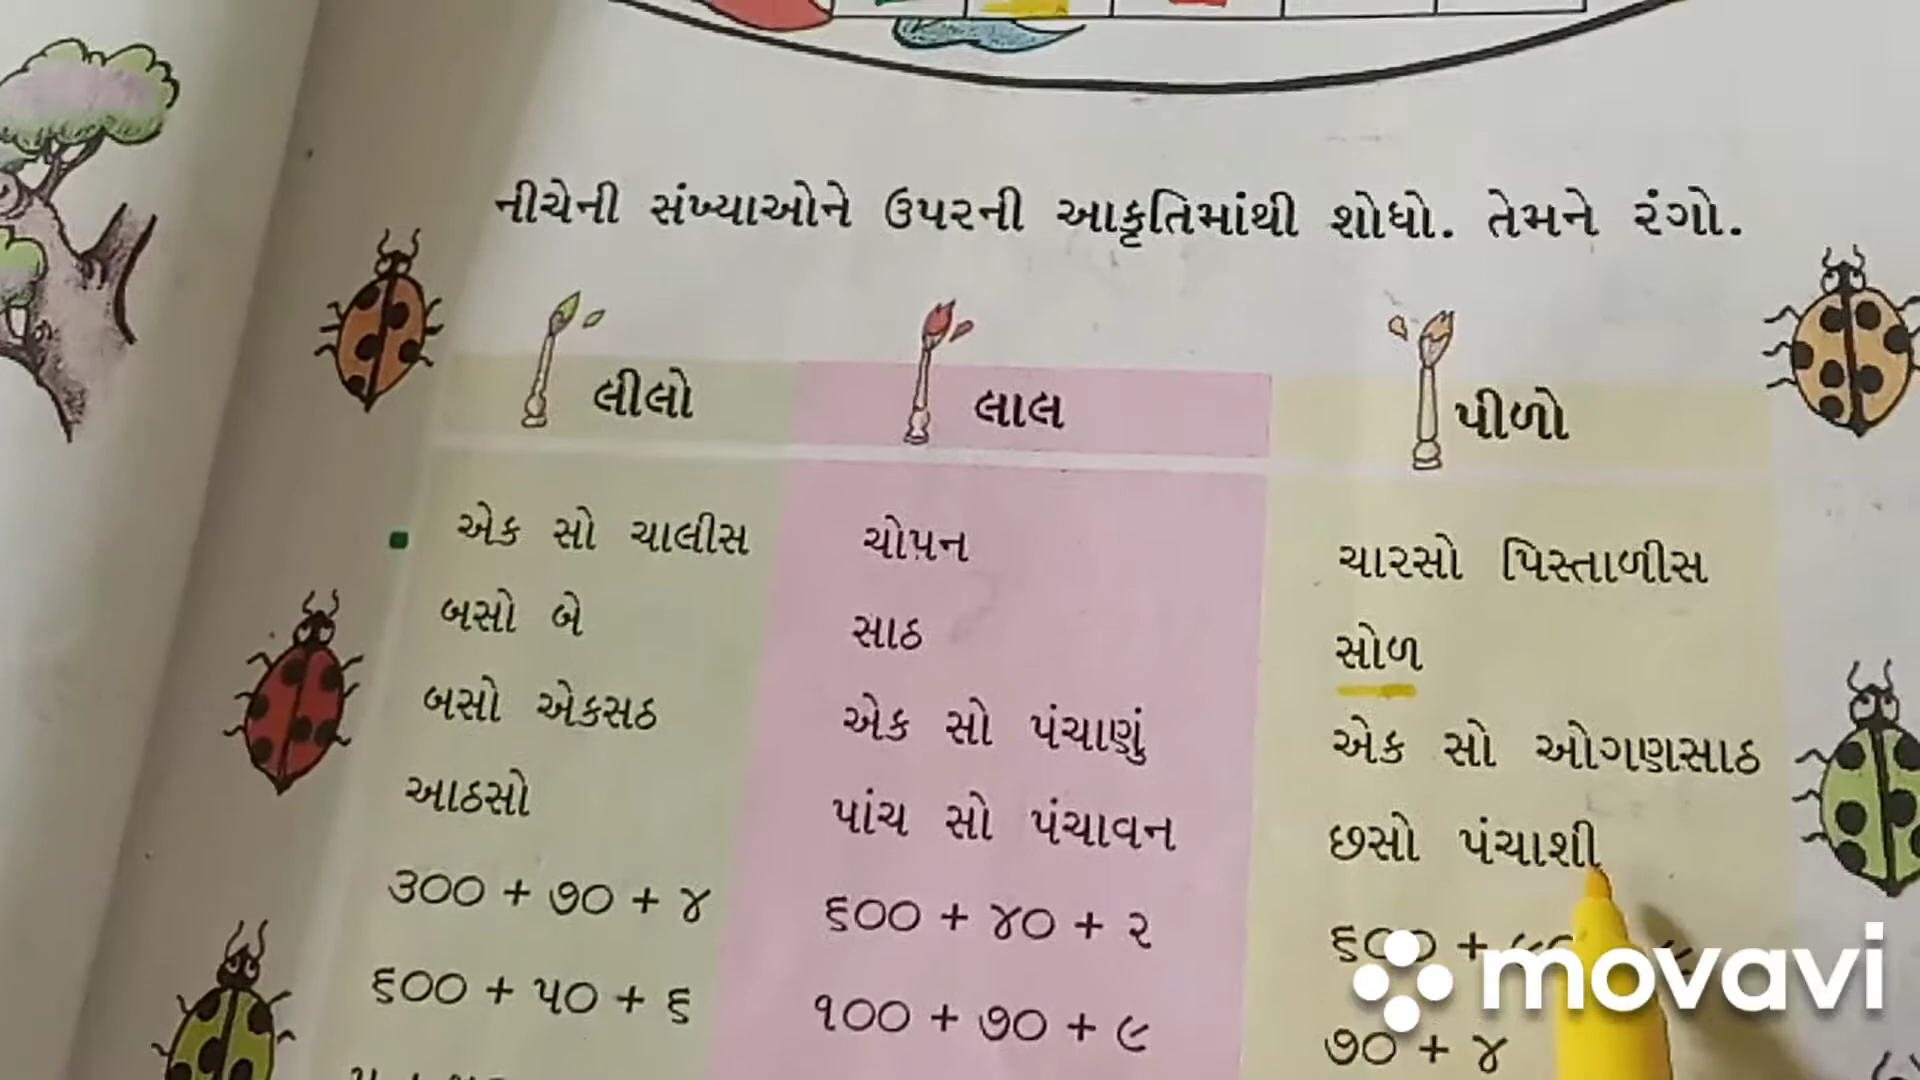 નીચેની સંખ્યાઓને ઉપરની આકૃતિમાંથી શોધો. તેમને રંગો.
લીલો લાલ પીળો
એક સો ચાલીસ ચોપન ચારસો પિસ્તાળીસ
બસો બે સાઠ સોળ
બસો એકસઠ એક સો પંચાણું એક સો ઓગણસાઠ
આઠસો પાંચ સો પંચાવન છસો પંચાશી
૩૦૦ + ૭૦ + ૪ ૬૦૦ + ૪૦ + ૨ ૬૦૦ +
૬૦૦ + ૫૦ + ૬ ૧૦૦ + ૭૦ + ૯ ૭૦ + ૪
movavi